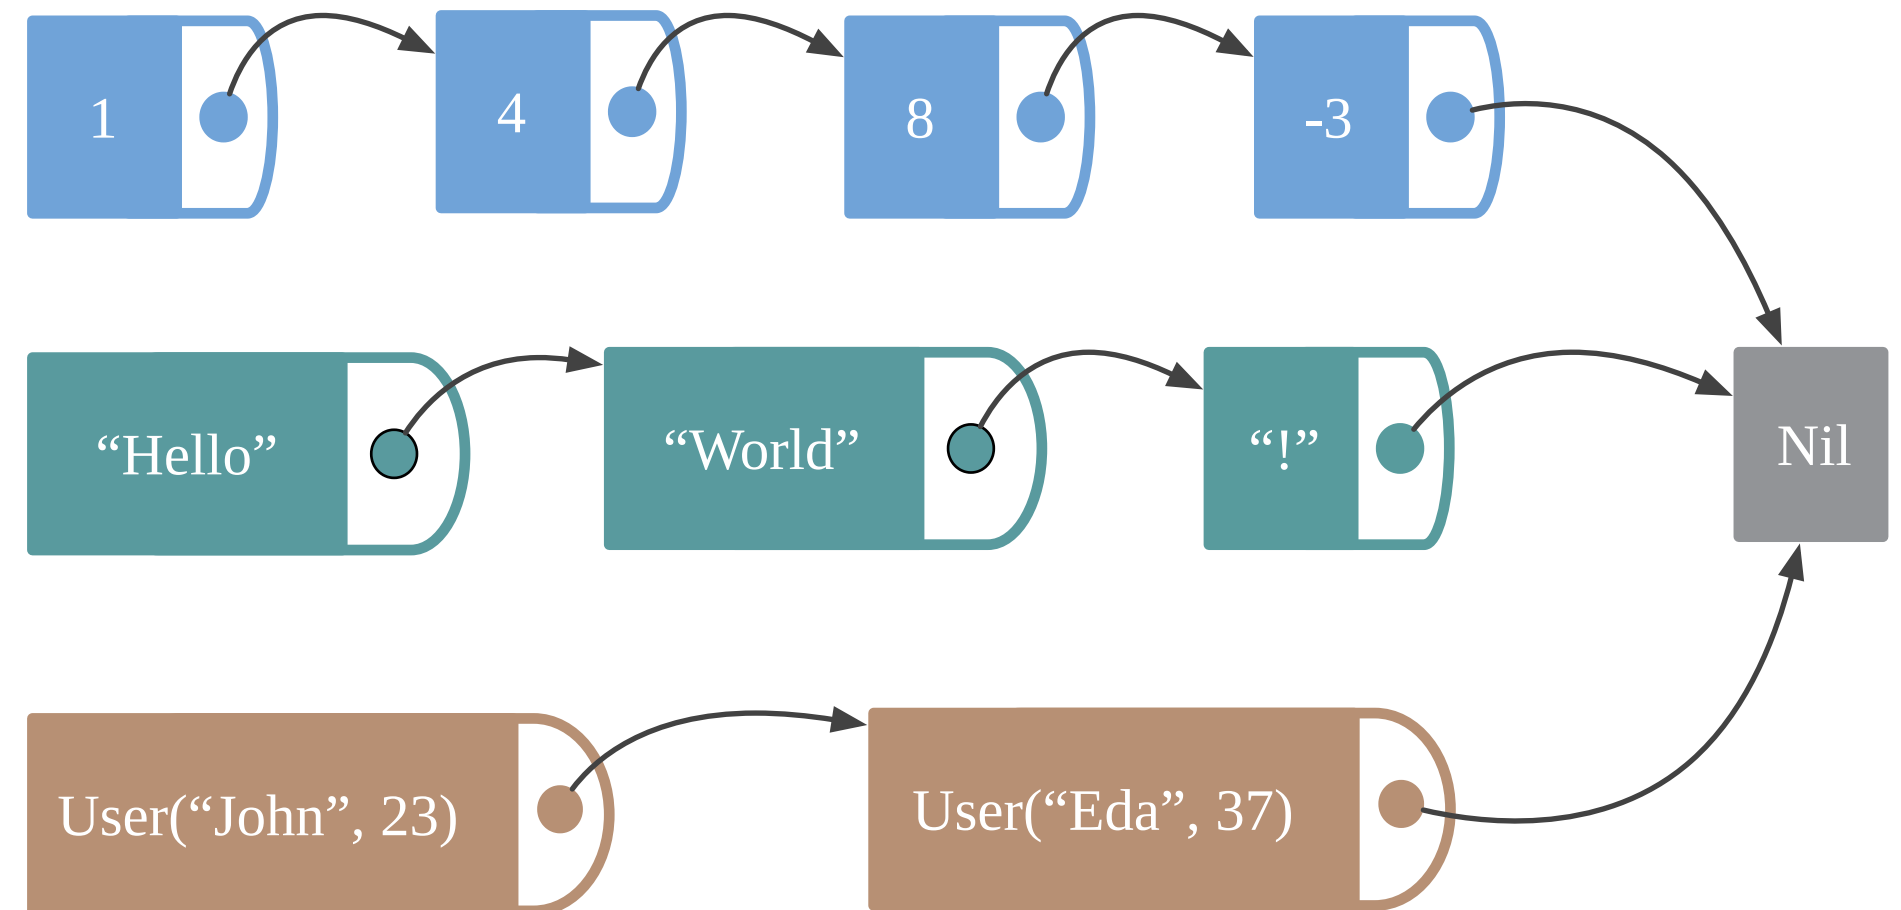 1
4
8
-3
“Hello”
“World”
“!”
Nil
User(“John”, 23)
User(“Eda”, 37)